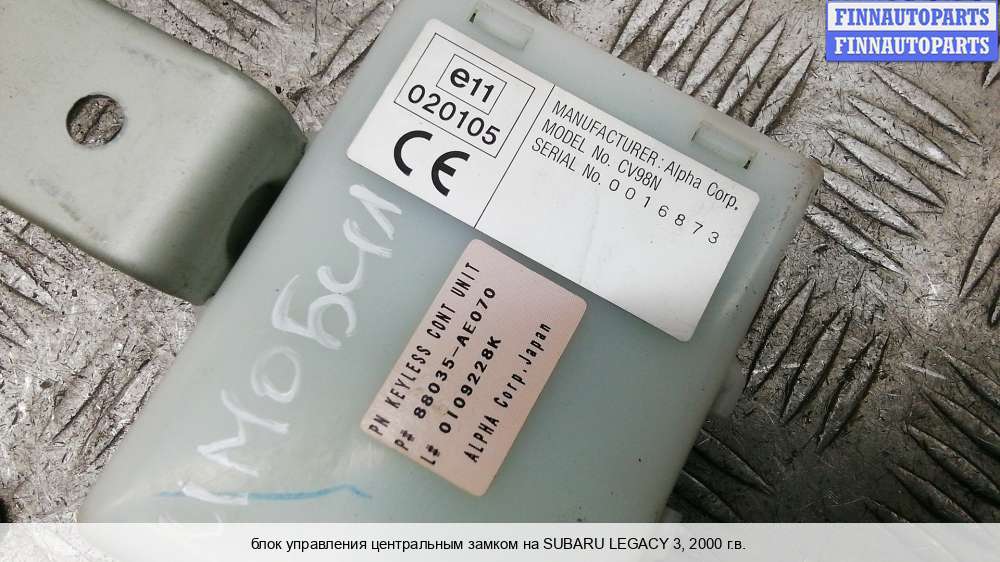 FINNAUTOPARTS
FINNAUTOPARTS
e11
020105
CE
MANUFACTURER: Alpha Corp.
MODEL No. CV98N
SERIAL No. 0016873
PN KEYLESS CONT UNIT
P# 88035-AE070
L# 0109228K
ALPHA Corp. Japan
блок управления центральным замком на SUBARU LEGACY 3, 2000 г.в.